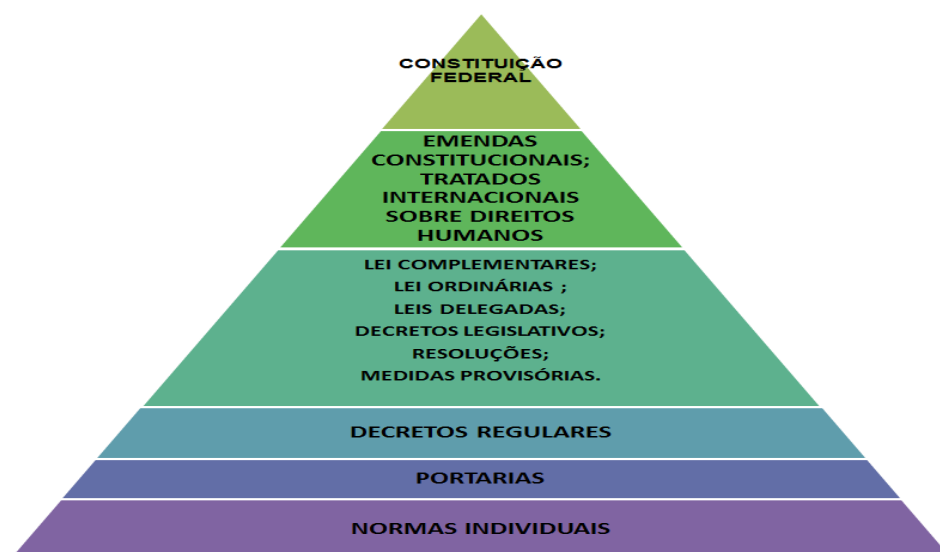 CONSTITUIÇÃO
FEDERAL
EMENDAS
CONSTITUCIONAIS;
TRATADOS
INTERNACIONAIS
SOBRE DIREITOS
HUMANOS
LEI COMPLEMENTARES;
LEI ORDINÁRIAS ;
LEIS DELEGADAS;
DECRETOS LEGISLATIVOS;
RESOLUÇÕES;
MEDIDAS PROVISÓRIAS.
DECRETOS REGULARES
PORTARIAS
NORMAS INDIVIDUAIS